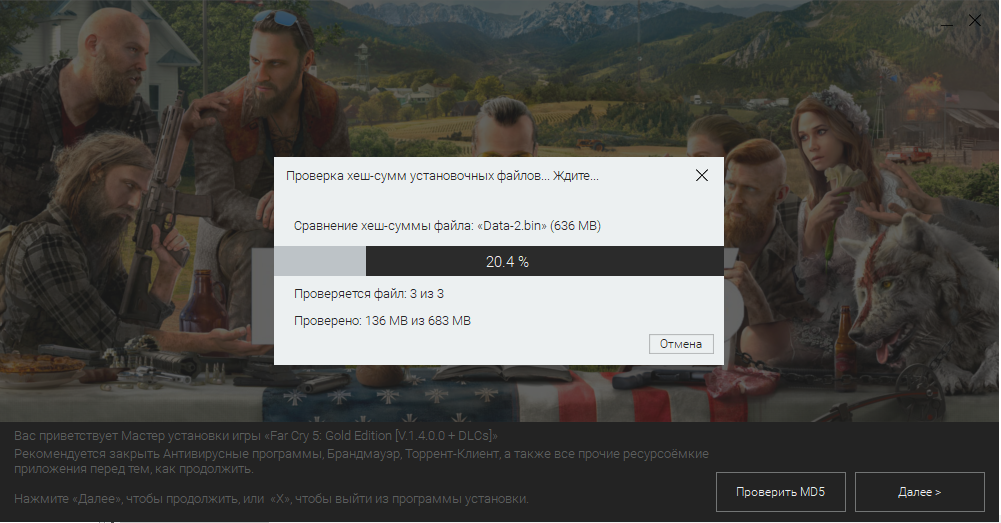 Проверка хеш-сумм установочных файлов... Ждите...
Сравнение хеш-суммы файла: «Data-2.bin» (636 MB)
20.4 %
Проверяется файл: 3 из 3
Проверено: 136 MB из 683 MB
Отмена
Вас приветствует Мастер установки игры «Far Cry 5: Gold Edition [V.1.4.0.0 + DLCs]»
Рекомендуется закрыть Антивирусные программы, Брандмауэр, Торрент-Клиент, а также все прочие ресурсоёмкие
приложения перед тем, как продолжить.
Нажмите «Далее», чтобы продолжить, или «X», чтобы выйти из программы установки.
Проверить MD5
Далее >